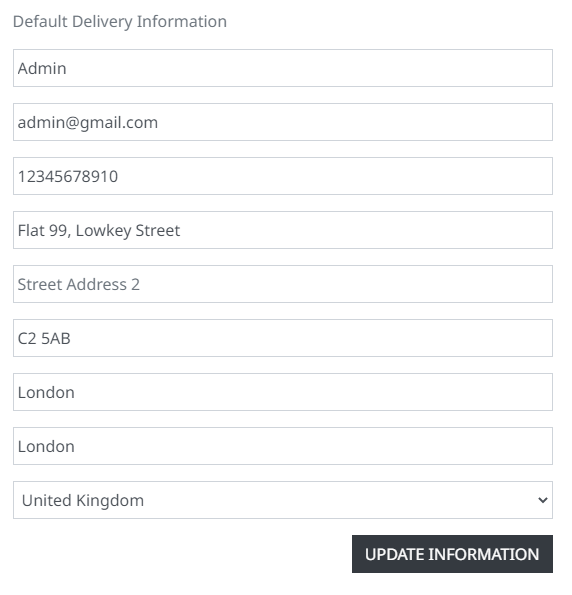 Default Delivery Information
Admin
admin@gmail.com
12345678910
Flat 99, Lowkey Street
Street Address 2
C2 5AB
London
London
United Kingdom
UPDATE INFORMATION